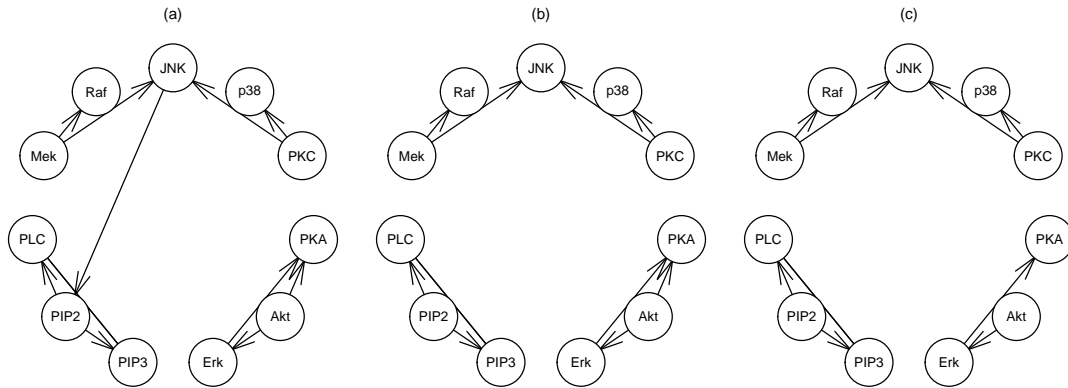 (a)
(b)
(c)
JNK
Raf
p38
Mek
PKC
PLC
PKA
PIP2
Akt
PIP3
Erk
JNK
Raf
p38
Mek
PKC
PLC
PKA
PIP2
Akt
PIP3
Erk
JNK
Raf
p38
Mek
PKC
PLC
PKA
PIP2
Akt
PIP3
Erk